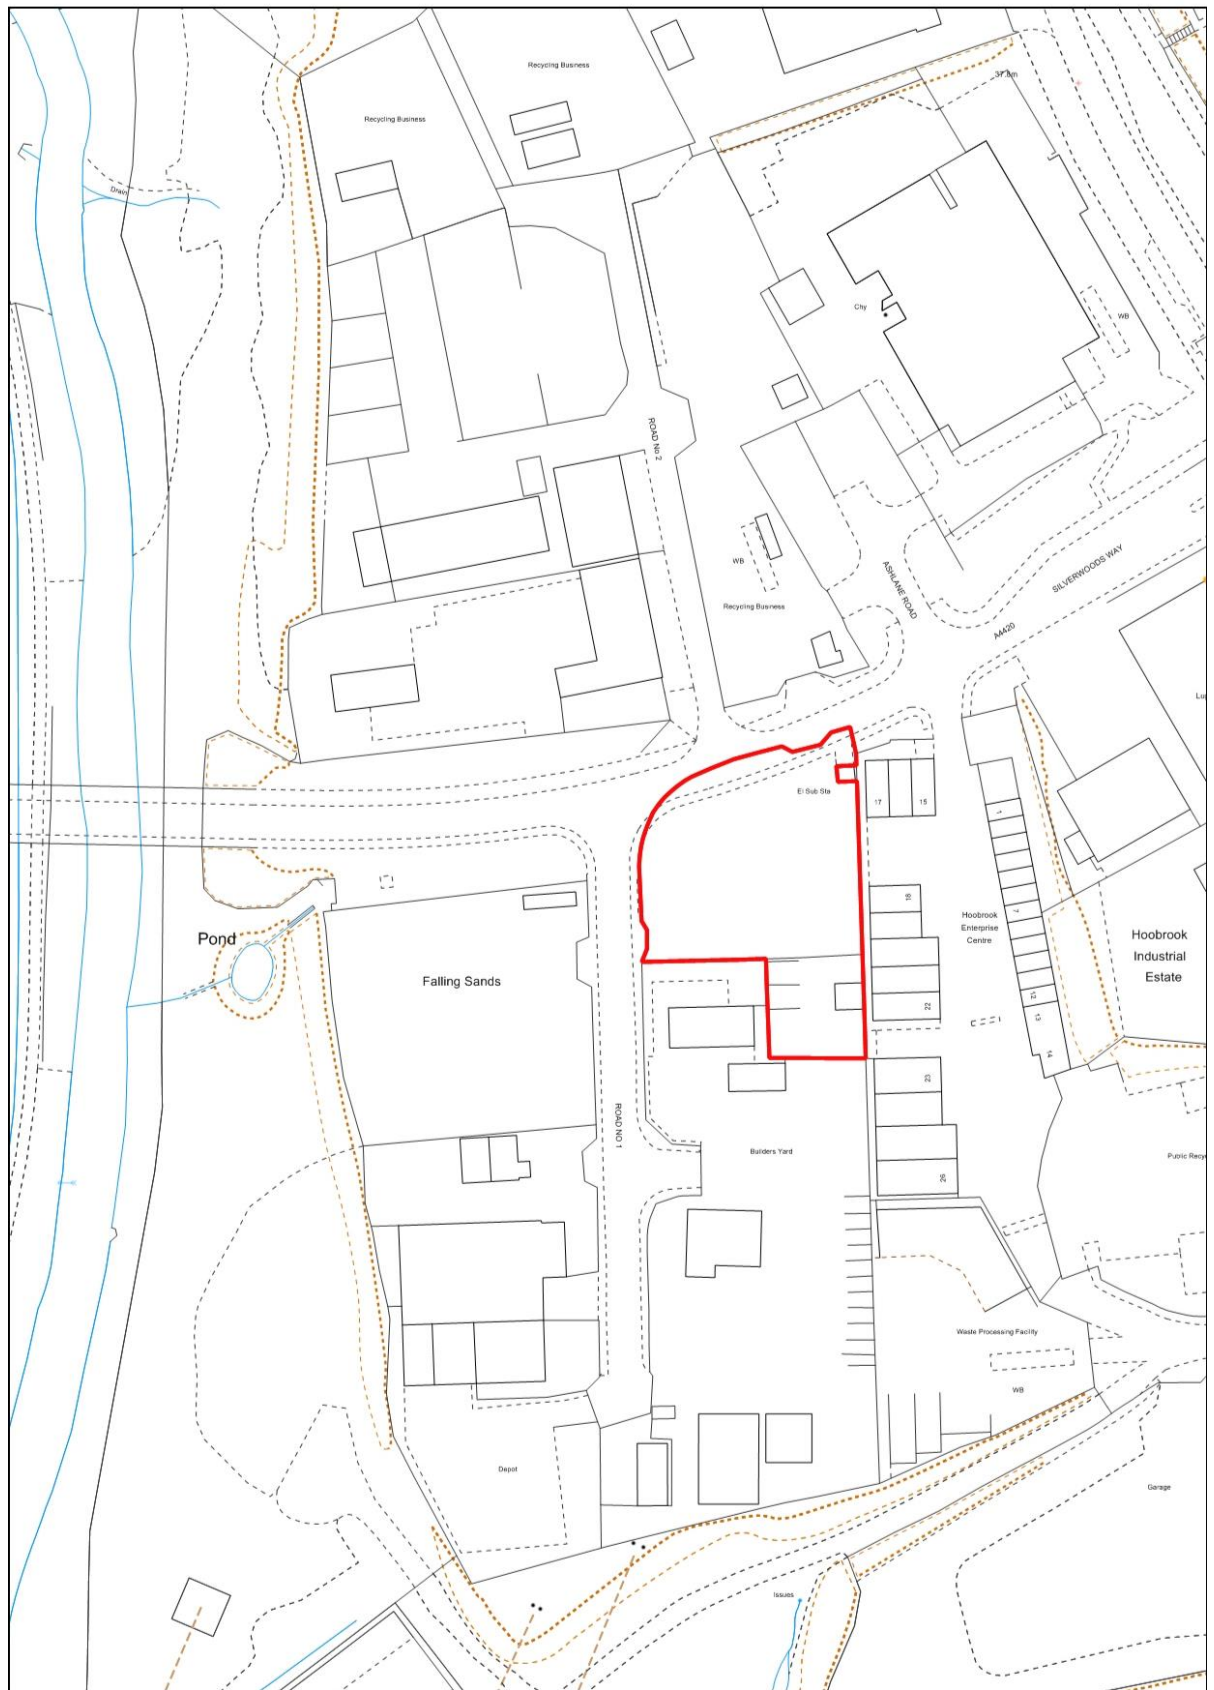 Recycling Business
37.8m
Recycling Business
Drain
Chy
WB
ROAD No 2
WB
ASHLANE ROAD
SILVERWOODS WAY
Recycling Business
A4420
El Sub Sta
17
15
1
18
7
Hoobrook
Enterprise
Centre
Pond
Hoobrook
Industrial
Estate
Falling Sands
22
12
13
14
23
ROAD NO 1
Builders Yard
26
Waste Processing Facility
WB
Depot
Garage
Issues